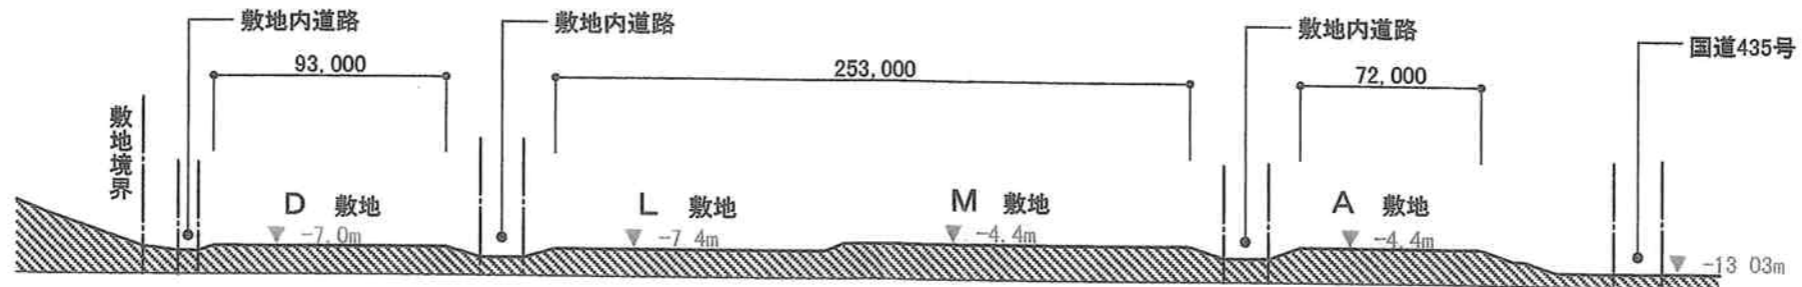 敷地内道路
敷地内道路
敷地内道路
国道435号
93,000
253,000
72,000
敷地境界
D 敷地
L 敷地
M 敷地
A 敷地
-7.0m
-7 4m
-4.4m
-4.4m
-13 03m